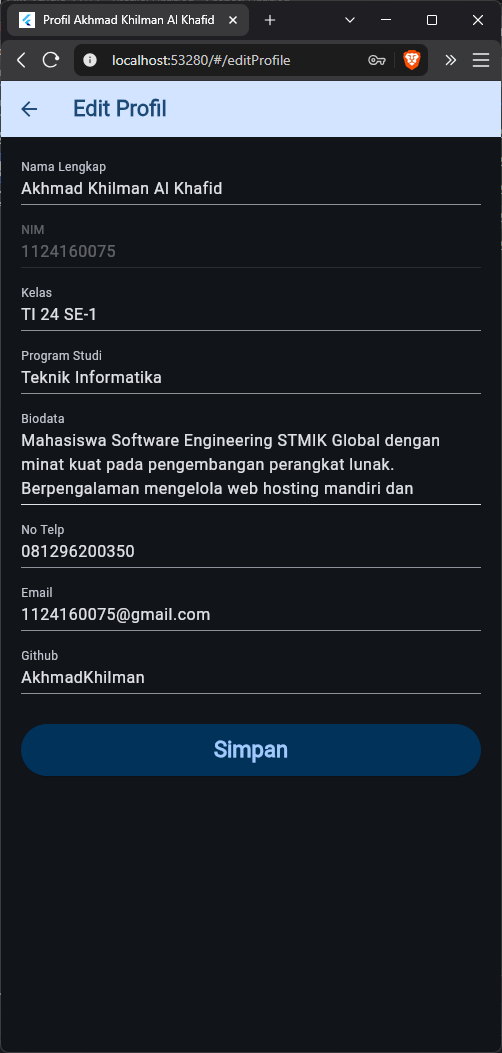 Profil Akhmad Khilman Al Khafid
localhost:53280/#/editProfile
Edit Profil
Nama Lengkap
Akhmad Khilman Al Khafid
NIM
1124160075
Kelas
TI 24 SE-1
Program Studi
Teknik Informatika
Biodata
Mahasiswa Software Engineering STMIK Global dengan
minat kuat pada pengembangan perangkat lunak.
Berpengalaman mengelola web hosting mandiri dan
No Telp
081296200350
Email
1124160075@gmail.com
Github
AkhmadKhilman
Simpan